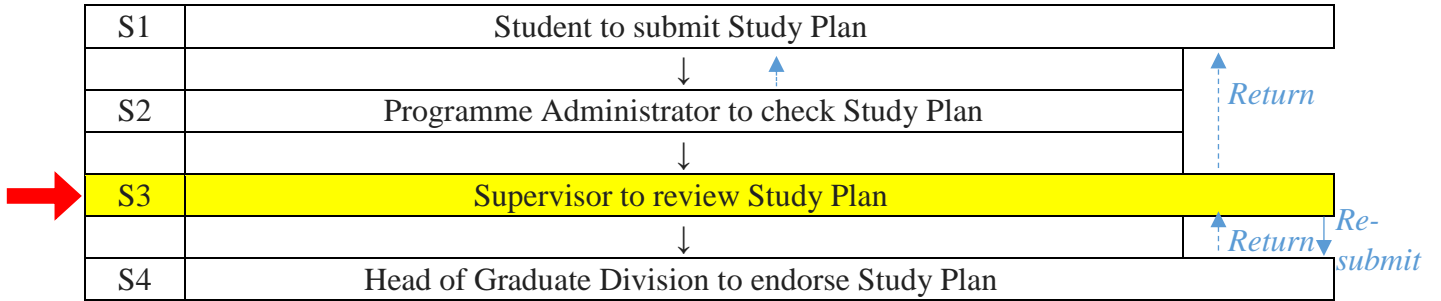 S1 Student to submit Study Plan
↓
S2 Programme Administrator to check Study Plan
Return
↓
S3 Supervisor to review Study Plan
↓
Return
Re-
submit
S4 Head of Graduate Division to endorse Study Plan